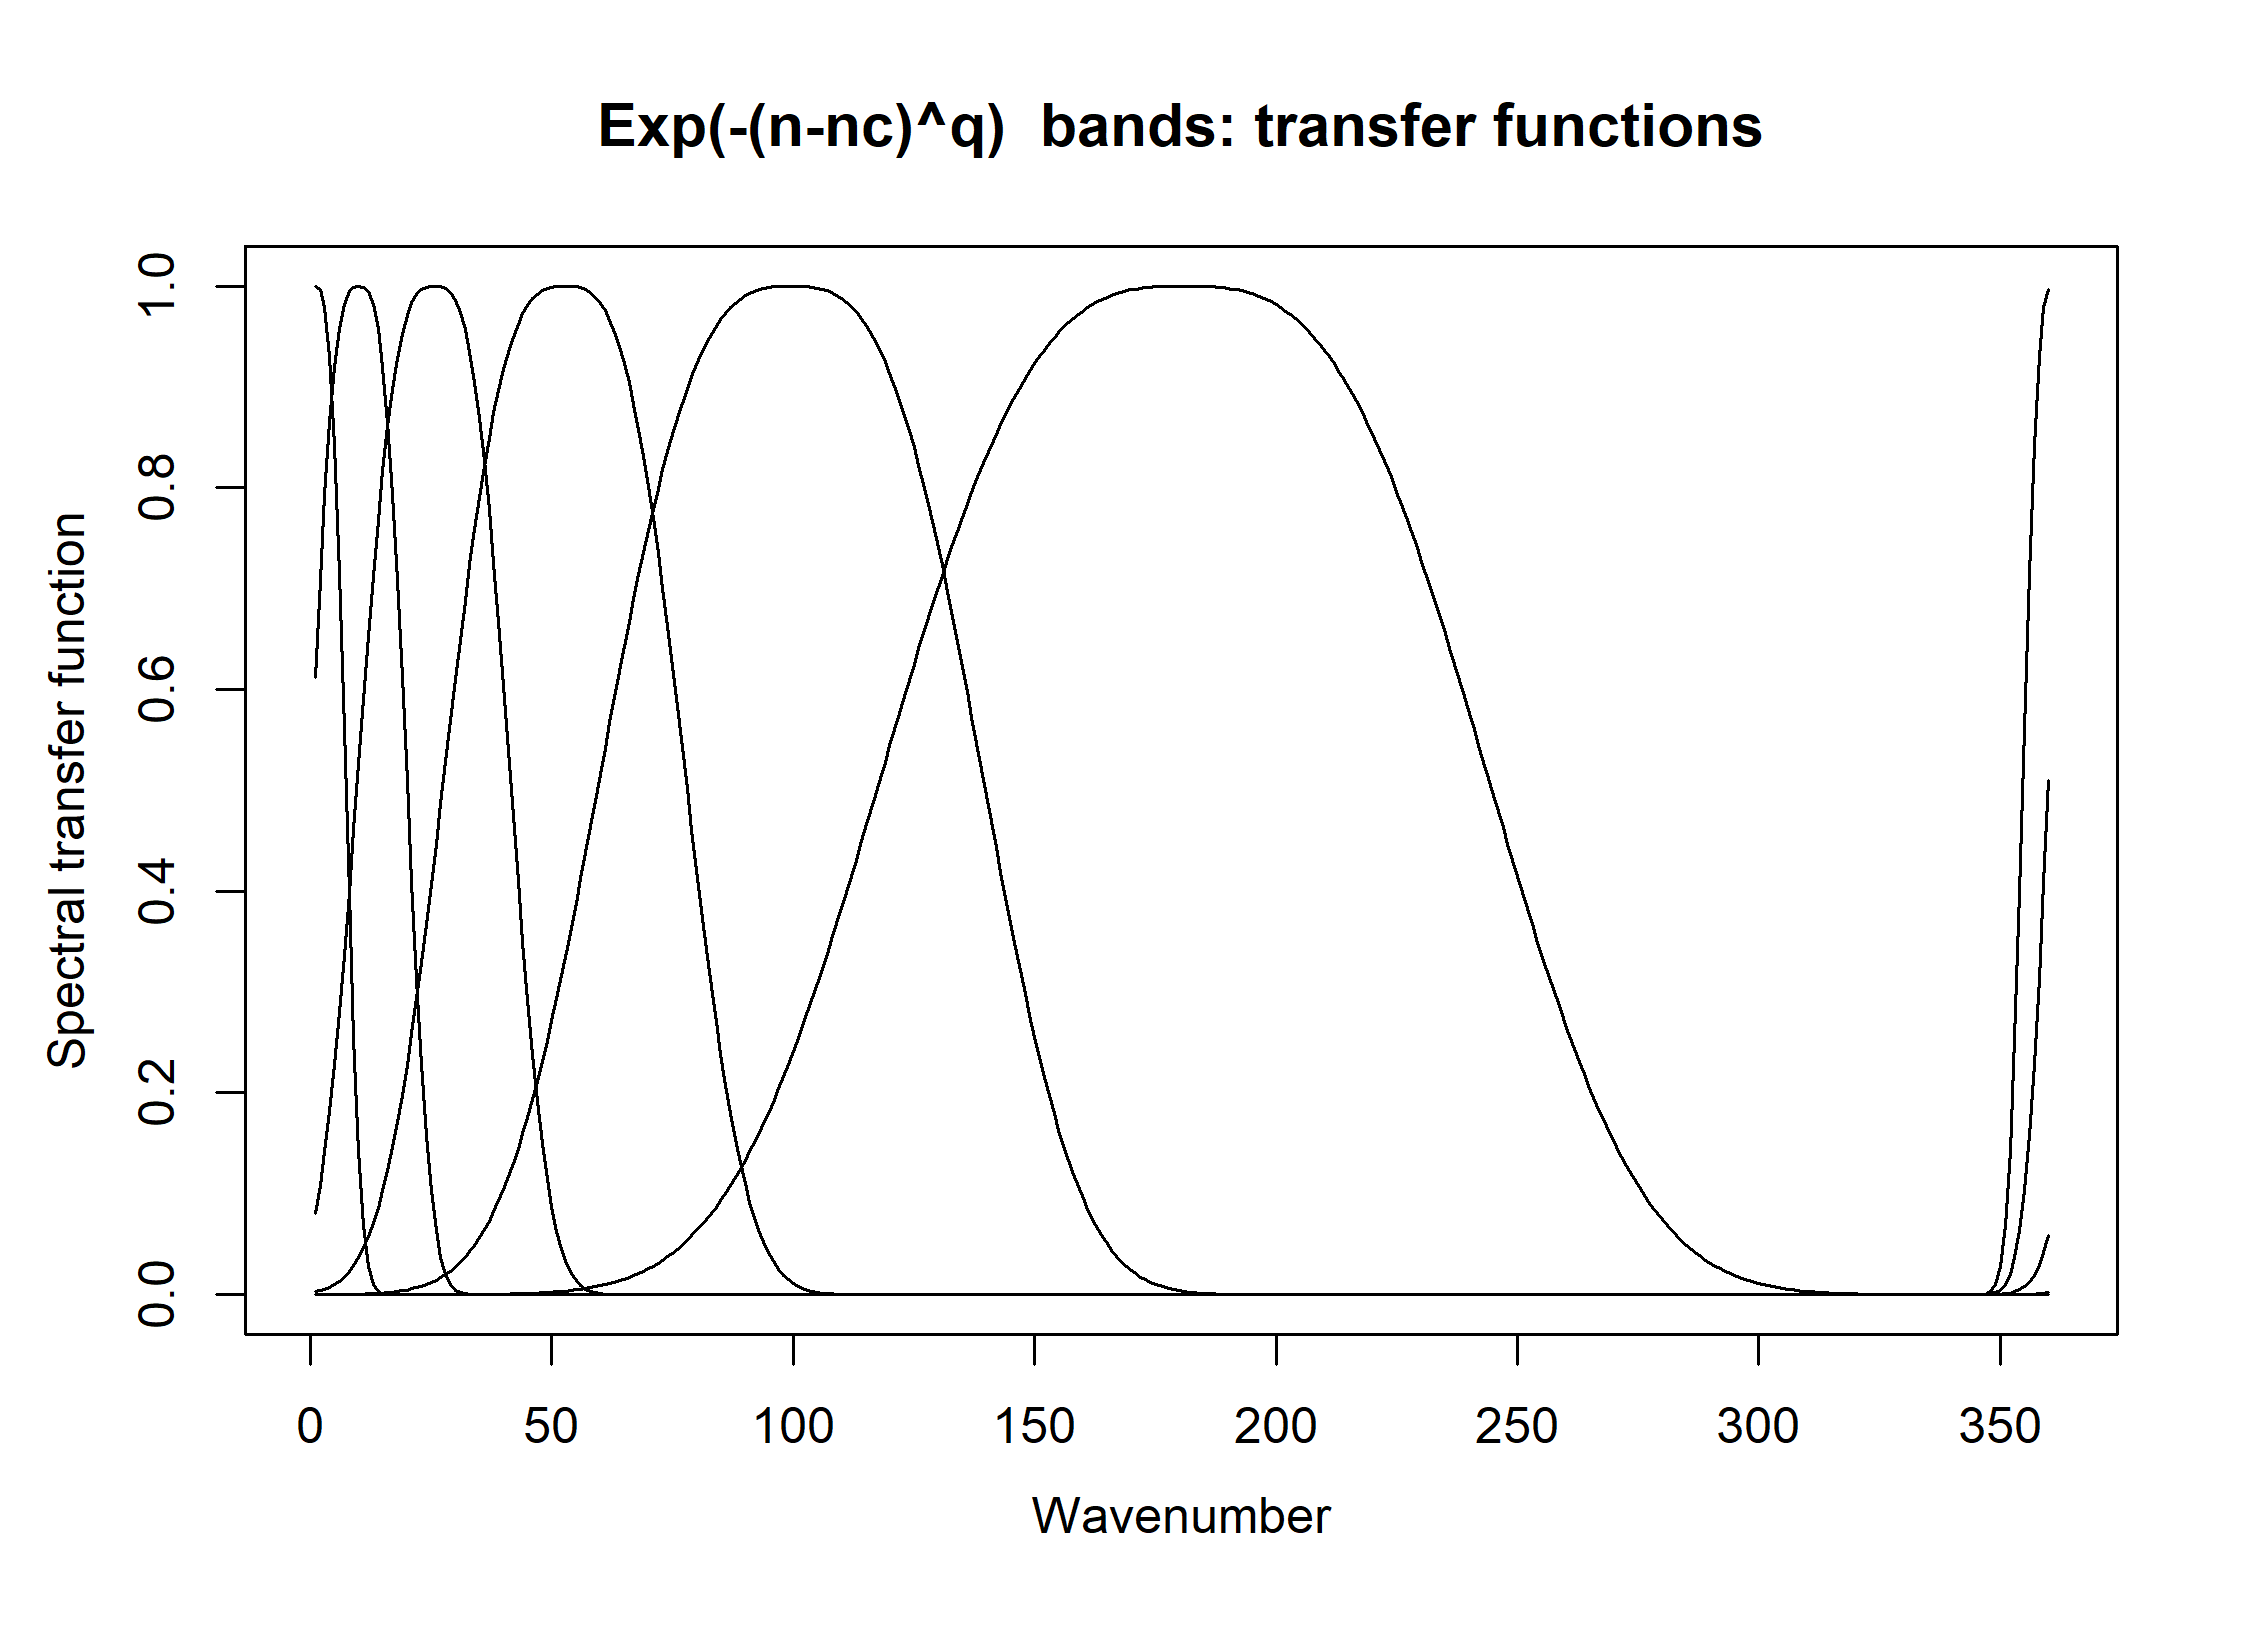 Exp(-(n-nc)^q)  bands: transfer functions
Spectral transfer function
1.0
0.8
0.6
0.4
0.2
0.0
0 50 100 150 200 250 300 350
Wavenumber